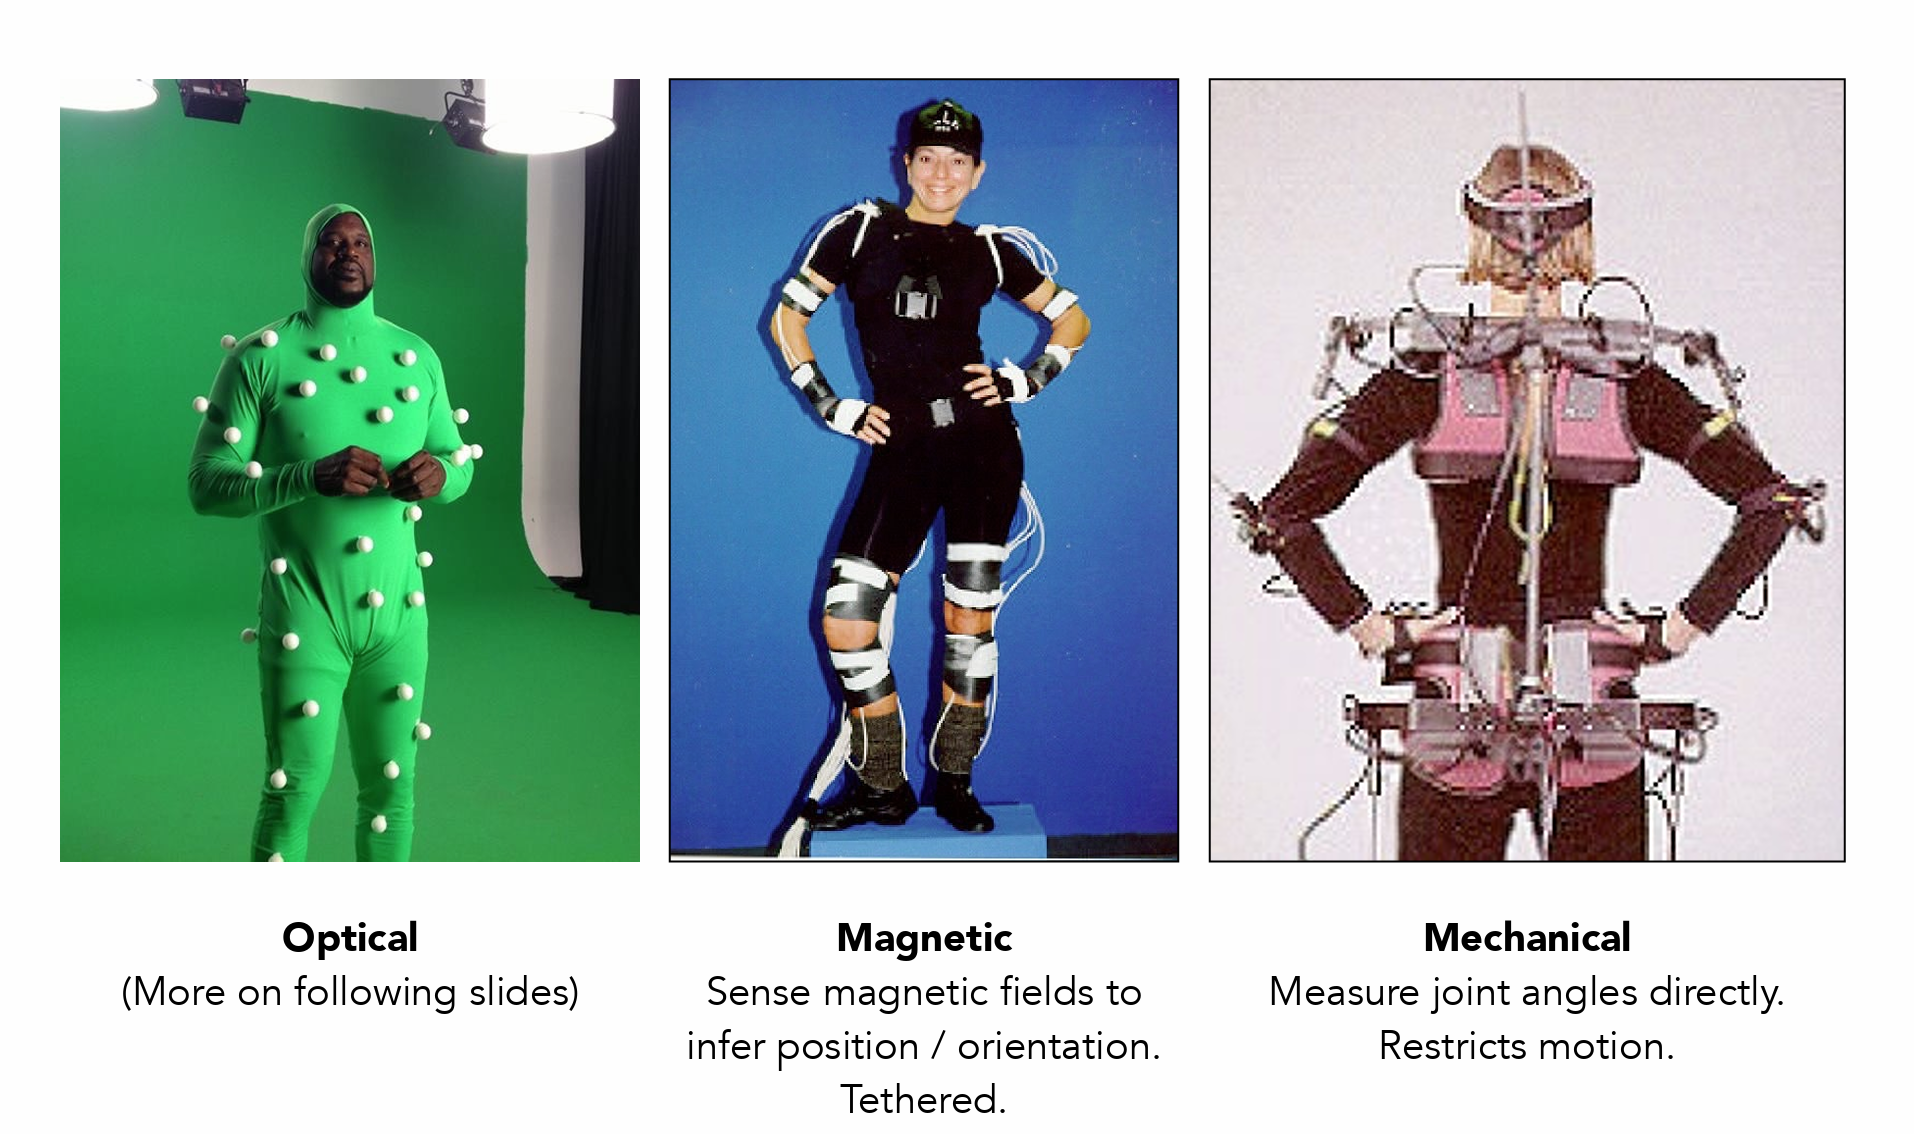 Optical
(More on following slides)
Magnetic
Sense magnetic fields to
infer position / orientation.
Tethered.
Mechanical
Measure joint angles directly.
Restricts motion.